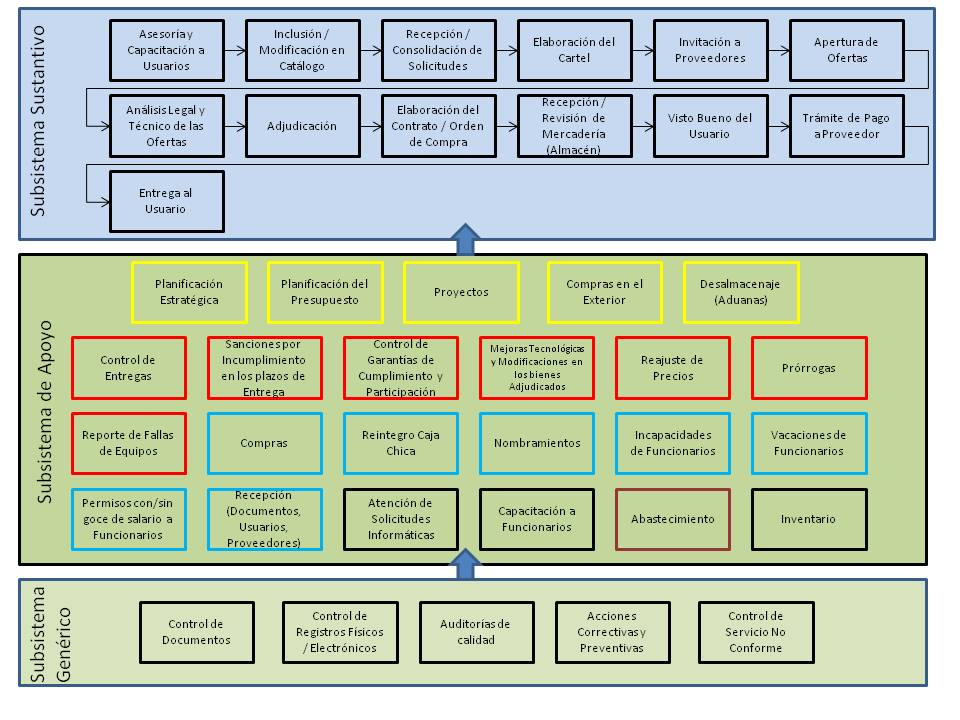 Subsistema Sustantivo
Asesoría y
Capacitación a
Usuarios
Inclusión /
Modificación en
Catálogo
Recepción /
Consolidación de
Solicitudes
Elaboración del
Cartel
Invitación a
Proveedores
Apertura de
Ofertas
Análisis Legal y
Técnico de las
Ofertas
Adjudicación
Elaboración del
Contrato / Orden
de Compra
Recepción /
Revisión de
Mercadería
(Almacén)
Visto Bueno del
Usuario
Trámite de Pago
a Proveedor
Entrega al
Usuario
Subsistema de Apoyo
Planificación
Estratégica
Planificación del
Presupuesto
Proyectos
Compras en el
Exterior
Desalmacenaje
(Aduanas)
Control de
Entregas
Sanciones por
Incumplimiento
en los plazos de
Entrega
Control de
Garantías de
Cumplimiento y
Participación
Mejoras Tecnológicas
y Modificaciones en
los bienes
Adjudicados
Reajuste de
Precios
Prórrogas
Reporte de Fallas
de Equipos
Compras
Reintegro Caja
Chica
Nombramientos
Incapacidades
de Funcionarios
Vacaciones de
Funcionarios
Permisos con/sin
goce de salario a
Funcionarios
Recepción
(Documentos,
Usuarios,
Proveedores)
Atención de
Solicitudes
Informáticas
Capacitación a
Funcionarios
Abastecimiento
Inventario
Subsistema
Genérico
Control de
Documentos
Control de
Registros Físicos
/ Electrónicos
Auditorías de
calidad
Acciones
Correctivas y
Preventivas
Control de
Servicio No
Conforme